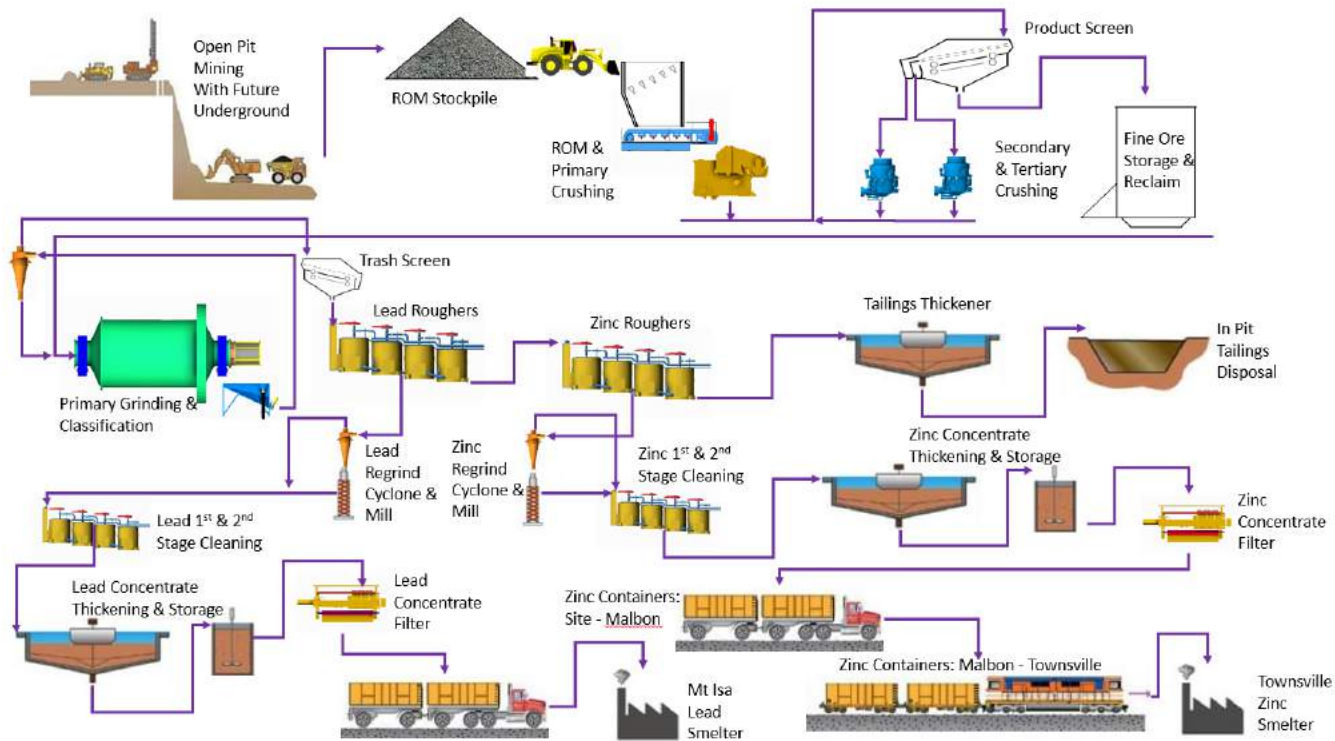 Open Pit
Mining
With Future
Underground
ROM Stockpile
ROM &
Primary
Crushing
Product Screen
Secondary
& Tertiary
Crushing
Fine Ore
Storage &
Reclaim
Trash Screen
Primary Grinding &
Classification
Lead Roughers
Zinc Roughers
Tailings Thickener
In Pit
Tailings
Disposal
Lead
Regrind
Cyclone &
Mill
Zinc
Regrind
Cyclone &
Mill
Zinc 1st & 2nd
Stage Cleaning
Zinc Concentrate
Thickening & Storage
Zinc
Concentrate
Filter
Lead 1st & 2nd
Stage Cleaning
Lead Concentrate
Thickening & Storage
Lead
Concentrate
Filter
Zinc Containers:
Site - Malbon
Zinc Containers: Malbon - Townsville
Mt Isa
Lead
Smelter
Townsville
Zinc
Smelter